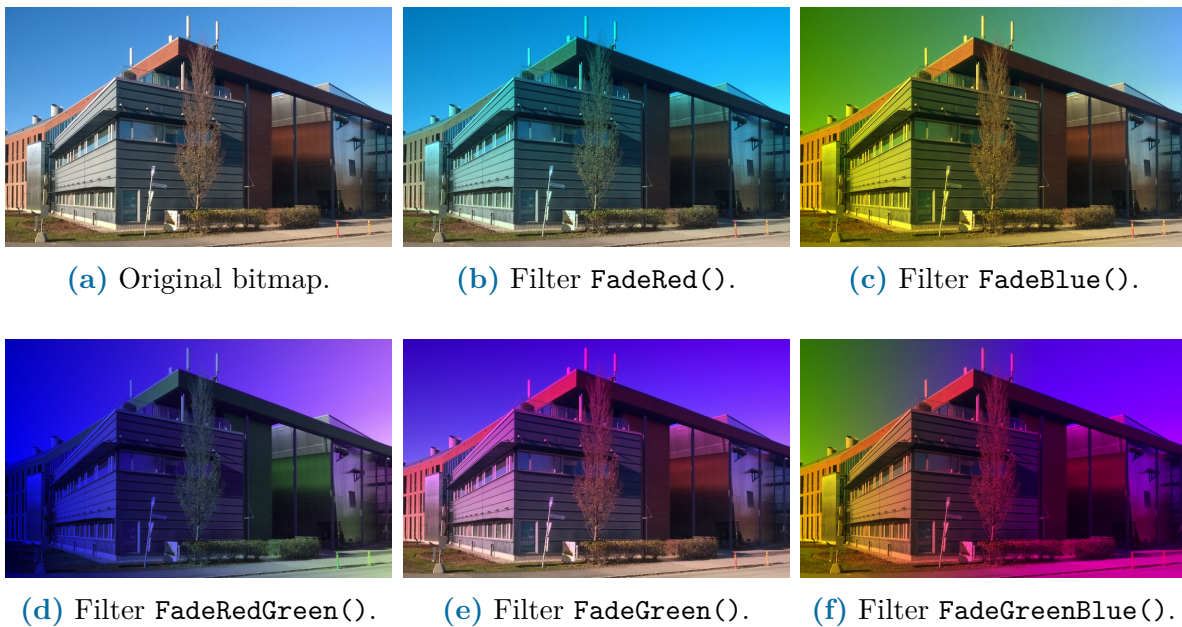 (a) Original bitmap.
(b) Filter FadeRed().
(c) Filter FadeBlue().
(d) Filter FadeRedGreen().
(e) Filter FadeGreen().
(f) Filter FadeGreenBlue().